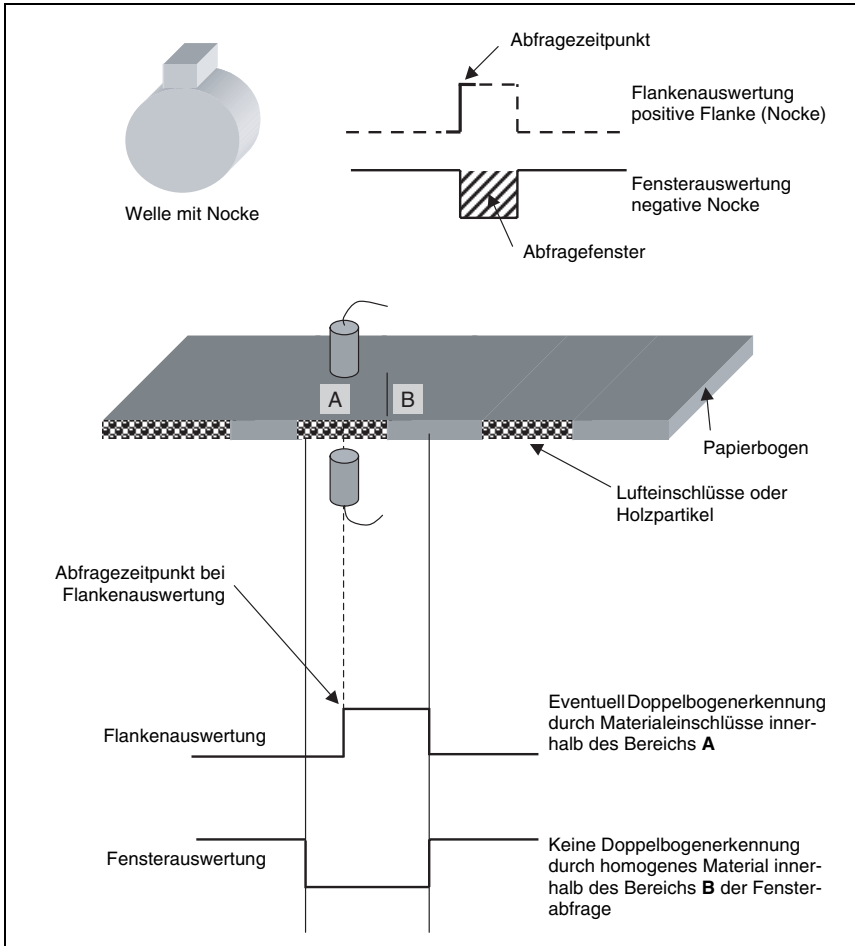 Abfragezeitpunkt
Flankenauswertung
positive Flanke (Nocke)
Fensterauswertung
negative Nocke
Welle mit Nocke
Abfragefenster
A
B
Papierbogen
Lufteinschlüsse oder
Holzpartikel
Abfragezeitpunkt bei
Flankenauswertung
Eventuell Doppelbogenerkennung
durch Materialeinschlüsse inner-
halb des Bereichs A
Flankenauswertung
Fensterauswertung
Keine Doppelbogenerkennung
durch homogenes Material inner-
halb des Bereichs B der Fenster-
abfrage